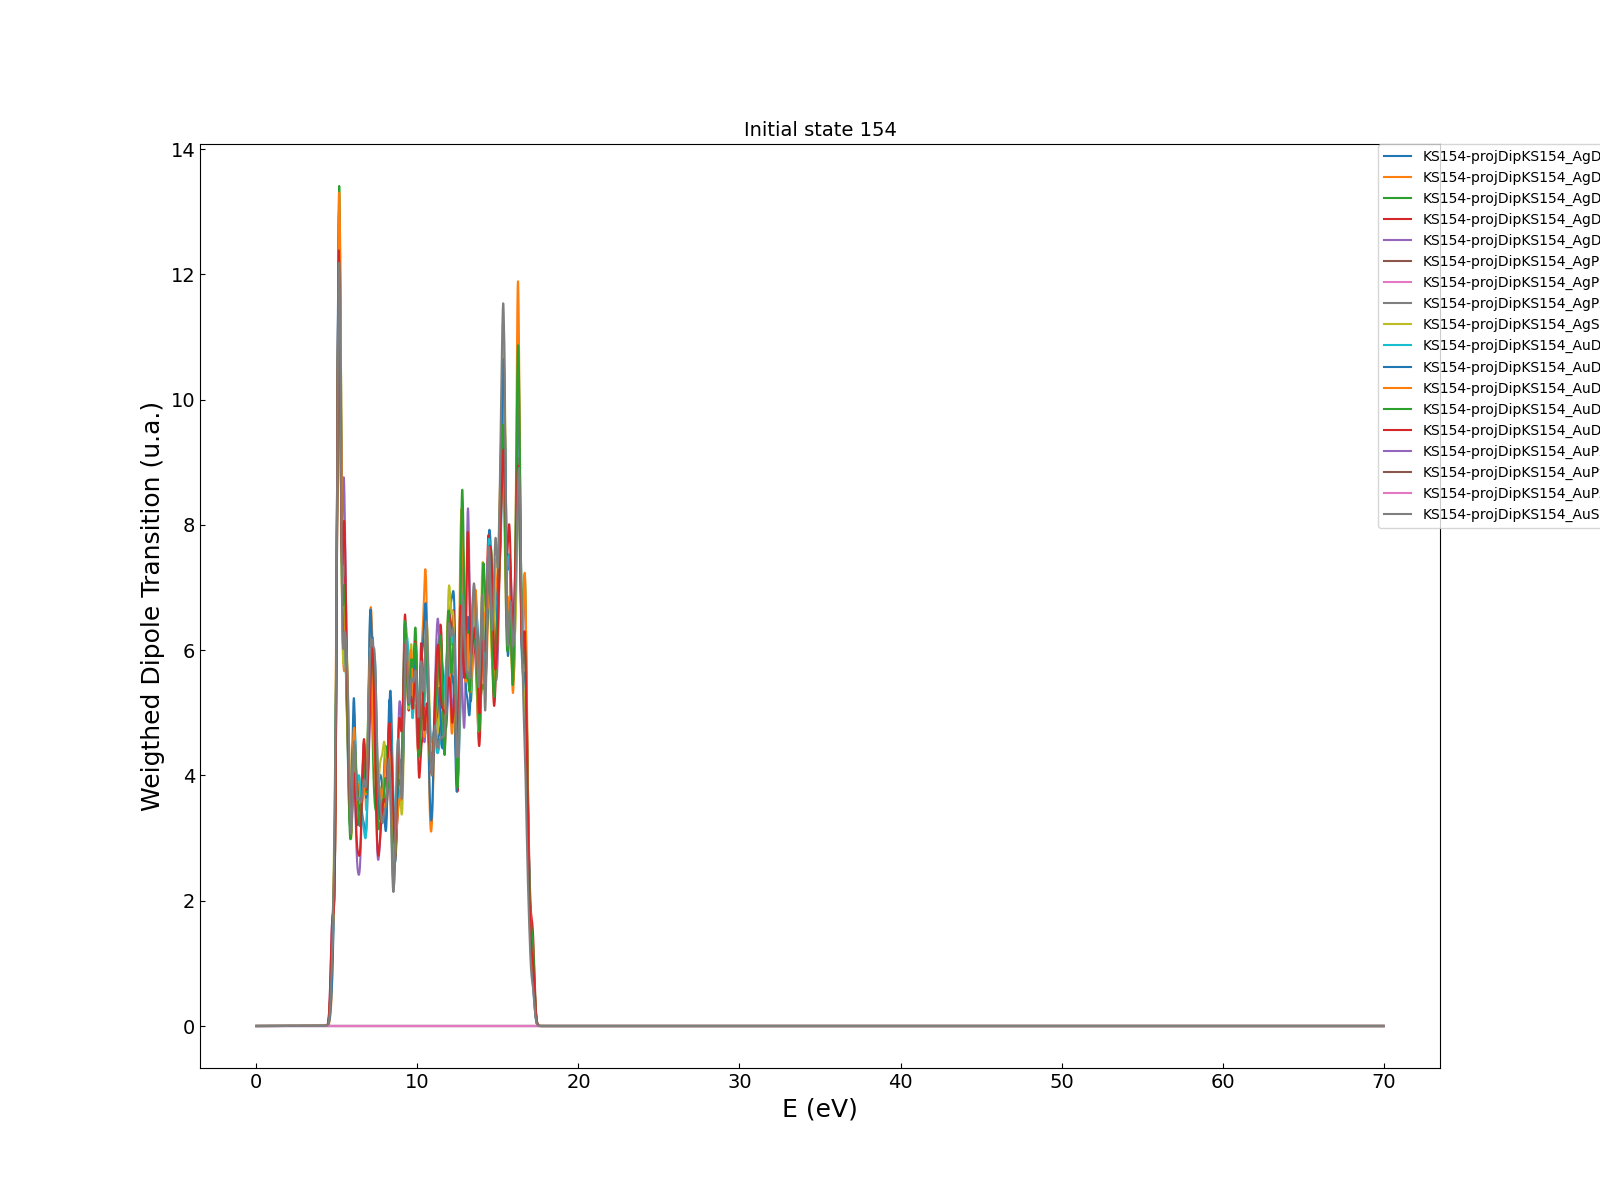 Initial state 154
14
12
10
8
6
4
2
0
Weigthed Dipole Transition (u.a.)
0 10 20 30 40 50 60 70
E (eV)
KS154-projDipKS154_AgD
KS154-projDipKS154_AgD
KS154-projDipKS154_AgD
KS154-projDipKS154_AgD
KS154-projDipKS154_AgD
KS154-projDipKS154_AgP
KS154-projDipKS154_AgP
KS154-projDipKS154_AgP
KS154-projDipKS154_AgS
KS154-projDipKS154_AuD
KS154-projDipKS154_AuD
KS154-projDipKS154_AuD
KS154-projDipKS154_AuD
KS154-projDipKS154_AuD
KS154-projDipKS154_AuP
KS154-projDipKS154_AuP
KS154-projDipKS154_AuP
KS154-projDipKS154_AuS